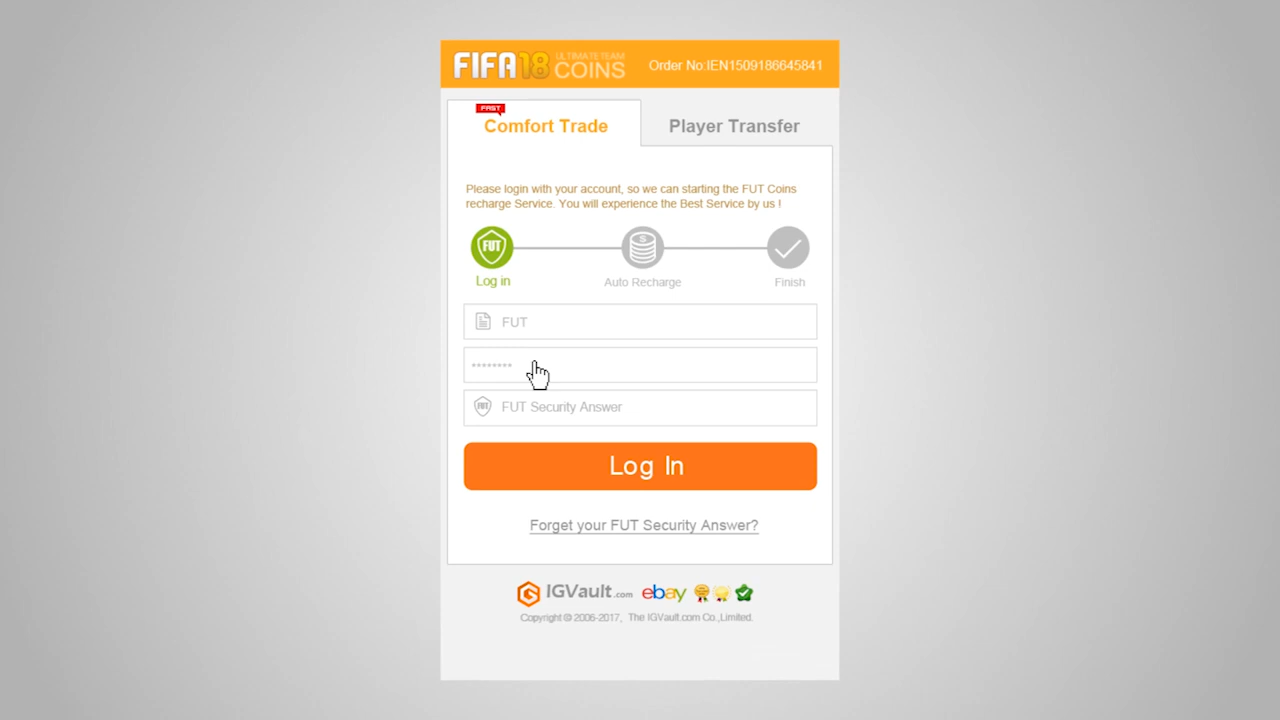 FIFA 18 ULTIMATE TEAM COINS
Order No:IEN1509186645841
FAST
Comfort Trade
Player Transfer
Please login with your account, so we can starting the FUT Coins
recharge Service. You will experience the Best Service by us !
FUT
Log in
Auto Recharge
Finish
FUT
********
FUT
FUT Security Answer
Log In
Forget your FUT Security Answer?
IGVault.com ebay
Copyright © 2006-2017, The IGVault.com Co.,Limited.